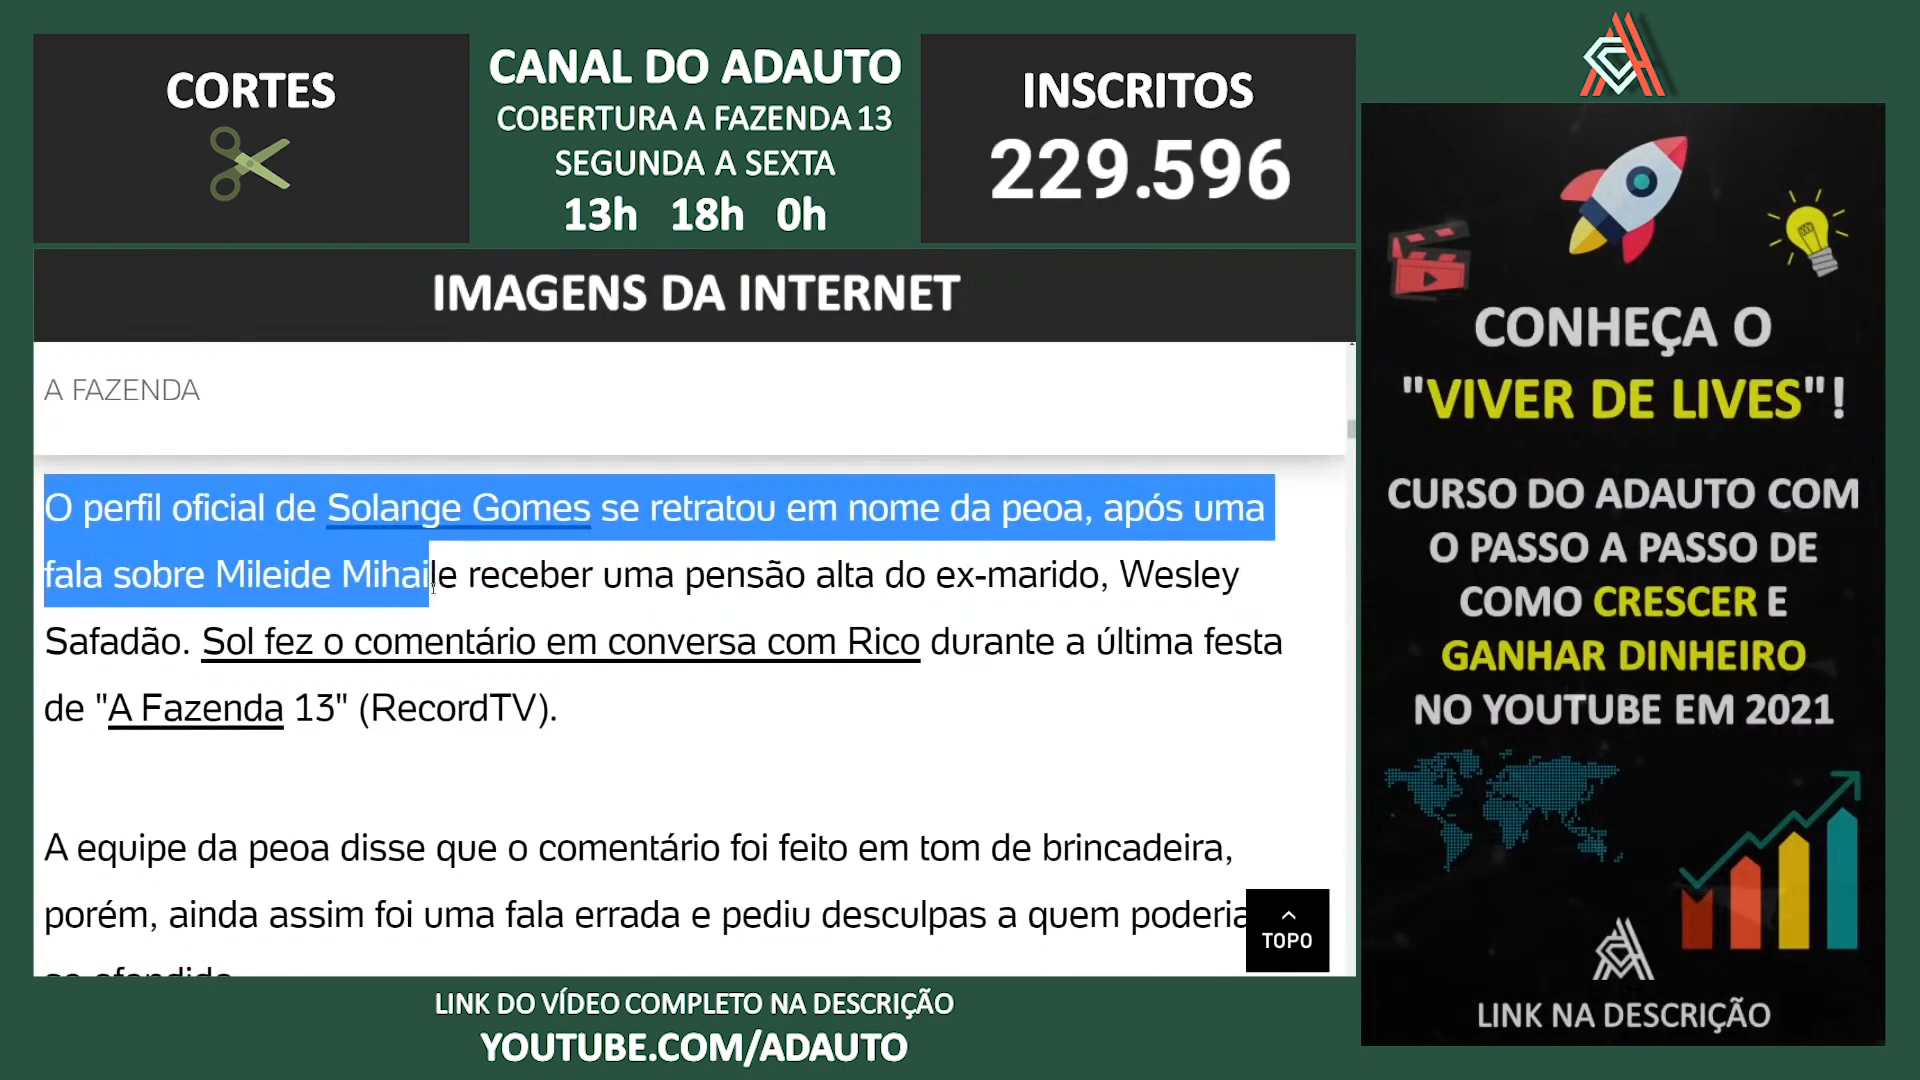 CORTES
CANAL DO ADAUTO
COBERTURA A FAZENDA 13
SEGUNDA A SEXTA
13h 18h 0h
INSCRITOS
229.596
IMAGENS DA INTERNET
A FAZENDA
O perfil oficial de Solange Gomes se retratou em nome da peoa, após uma
fala sobre Mileide Mihaile receber uma pensão alta do ex-marido, Wesley
Safadão. Sol fez o comentário em conversa com Rico durante a última festa
de "A Fazenda 13" (RecordTV).
A equipe da peoa disse que o comentário foi feito em tom de brincadeira,
porém, ainda assim foi uma fala errada e pediu desculpas a quem poderia
TOPO
LINK DO VÍDEO COMPLETO NA DESCRIÇÃO
YOUTUBE.COM/ADAUTO
CONHEÇA O
"VIVER DE LIVES"!
CURSO DO ADAUTO COM
O PASSO A PASSO DE
COMO CRESCER E
GANHAR DINHEIRO
NO YOUTUBE EM 2021
LINK NA DESCRIÇÃO